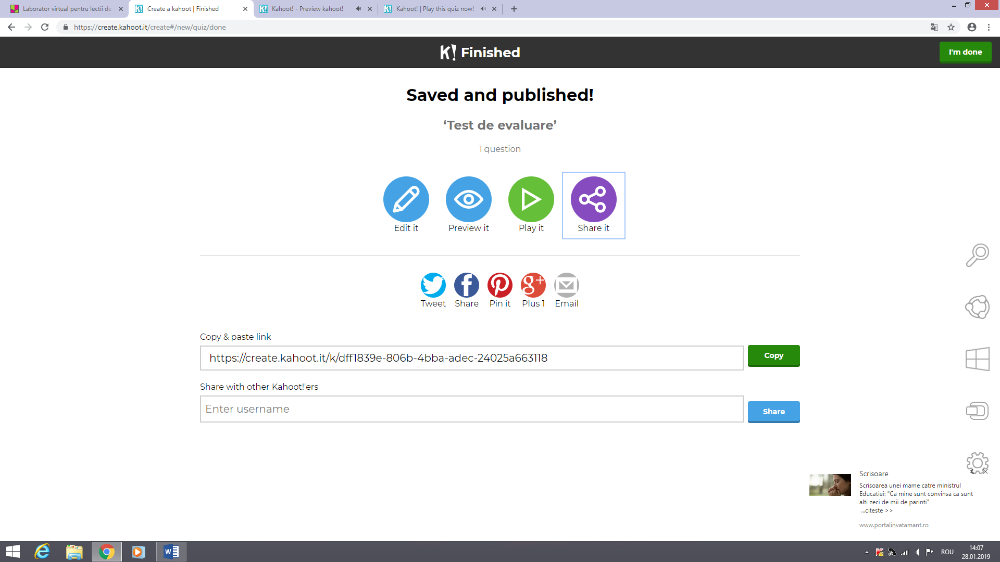 Laborator virtual pentru lectii de
Create a kahoot | Finished
Kahoot! - Preview kahoot!
Kahoot! | Play this quiz now!
https://create.kahoot.it/create#/new/quiz/done
K! Finished
I'm done
Saved and published!
‘Test de evaluare’
1 question
Edit it
Preview it
Play it
Share it
Tweet
Share
Pin it
Plus 1
Email
Copy & paste link
https://create.kahoot.it/k/dff1839e-806b-4bba-adec-24025a663118
Copy
Share with other Kahoot!'ers
Enter username
Share
Scrisoare
Scrisoarea unei mame catre ministrul
Educatiei: "Ca mine sunt convinsa ca sunt
alti zeci de mii de parinti"
...citeste >>
www.portalinvatamant.ro
ROU
14:07
28.01.2019